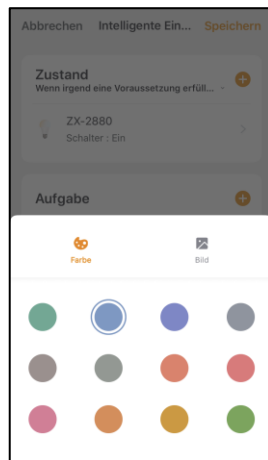 Abbrechen Intelligente Ein... Speichern
Zustand
Wenn irgend eine Voraussetzung erfüll...
ZX-2880
Schalter : Ein
Aufgabe
Farbe Bild